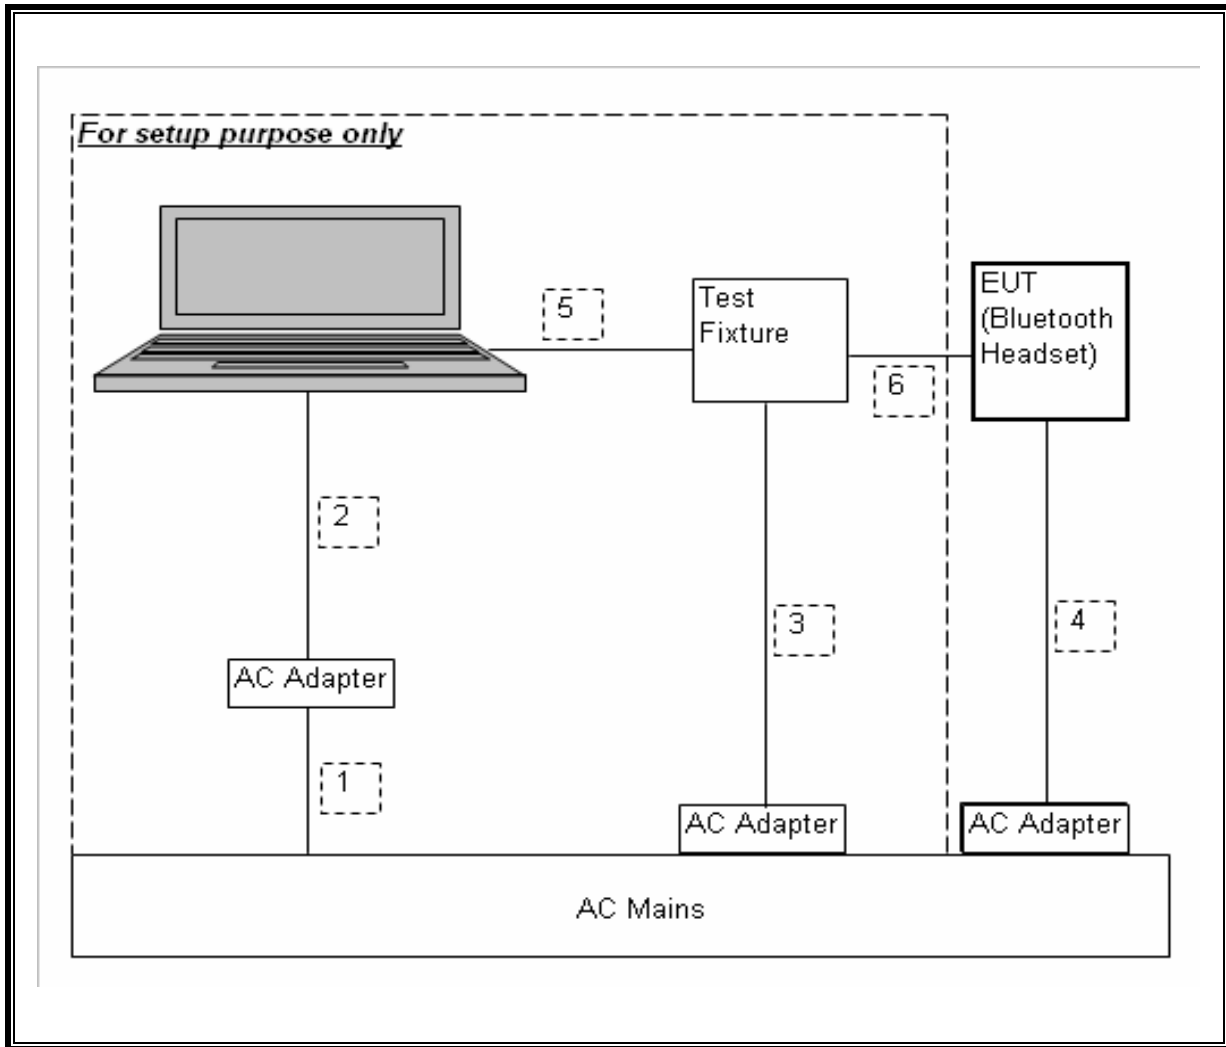 For setup purpose only
5
Test
Fixture
EUT
(Bluetooth
Headset)
6
2
3
4
AC Adapter
1
AC Adapter
AC Adapter
AC Mains